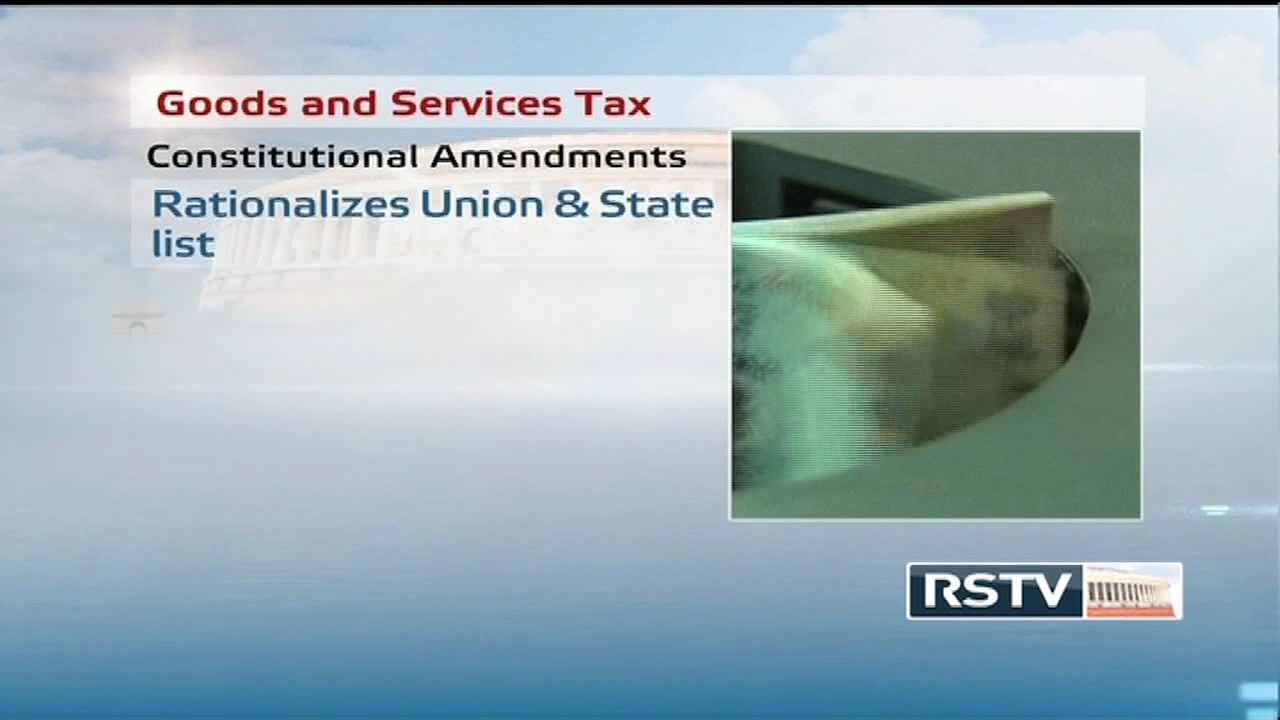 Goods and Services Tax
Constitutional Amendments
Rationalizes Union & State
list
RSTV